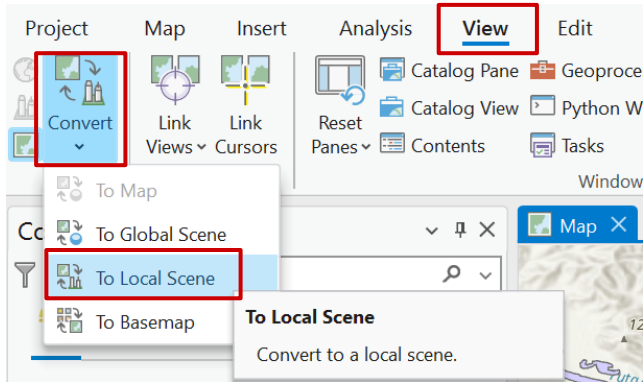 Project Map Insert Analysis View Edit
Convert
Link Views
Link Cursors
Reset Panes
Catalog Pane
Catalog View
Contents
Geoproce
Python W
Tasks
Window
To Map
To Global Scene
To Local Scene
To Basemap
Map
To Local Scene
Convert to a local scene.